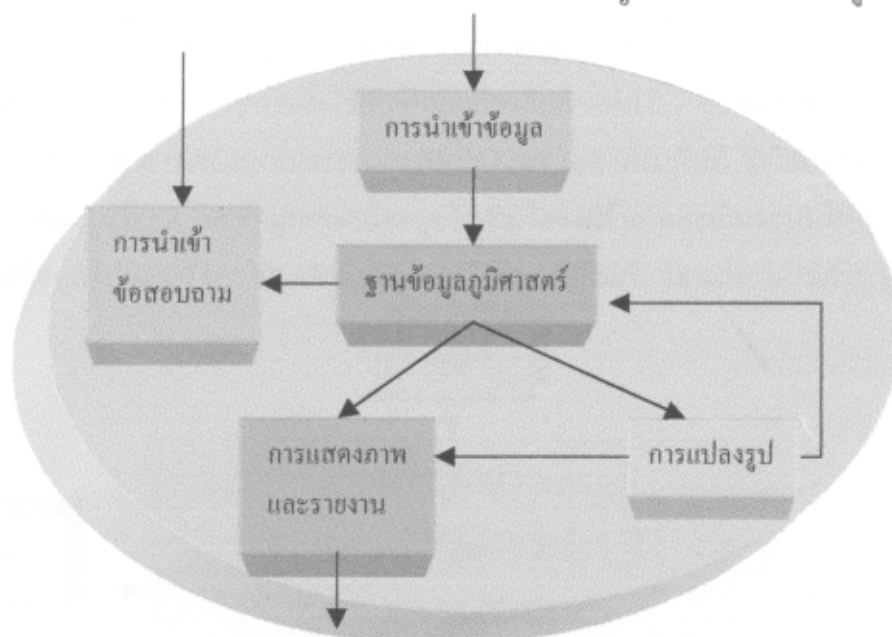 การนำเข้าข้อมูล
การนำเข้า
ข้อสอบถาม
ฐานข้อมูลภูมิศาสตร์
การแสดงภาพ
และรายงาน
การแปลงรูป